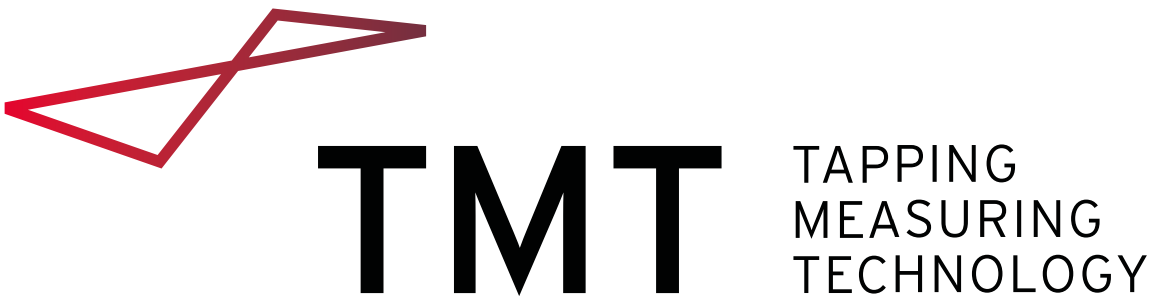 TMT
TAPPING
MEASURING
TECHNOLOGY